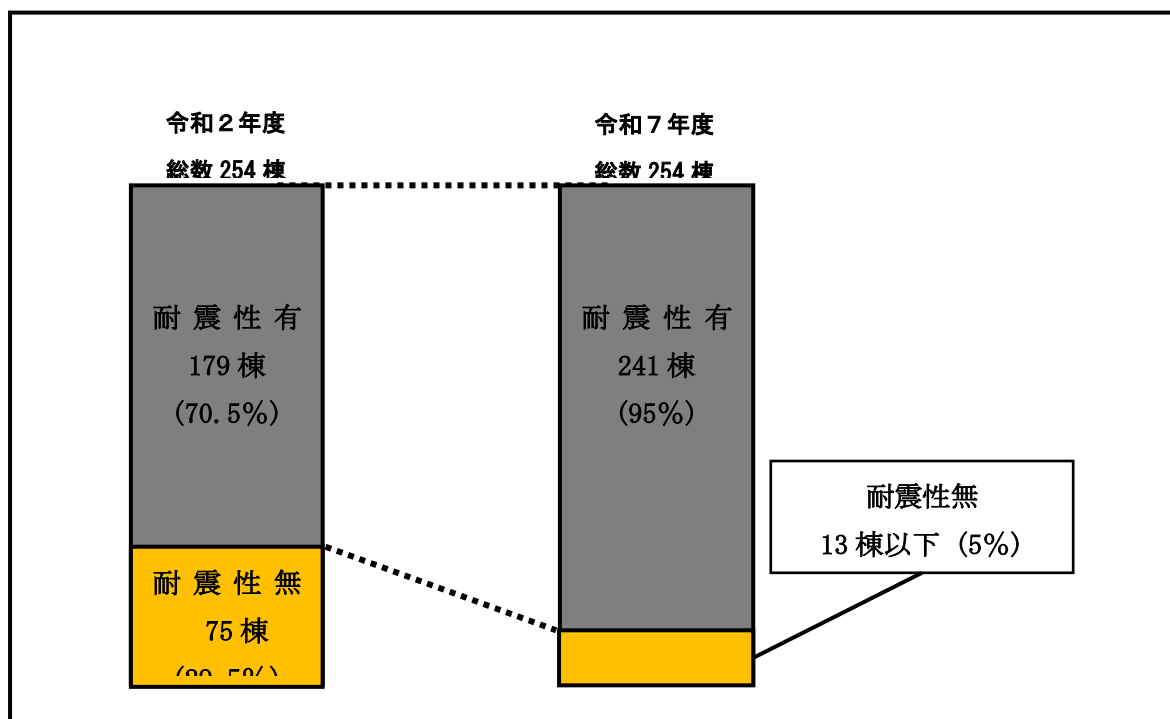 令和２年度
総数 254 棟
令和７年度
総数 254 棟
耐 震 性 有
179 棟
(70.5%)
耐 震 性 有
241 棟
(95%)
耐震性無
13 棟以下 (5%)
耐 震 性 無
75 棟